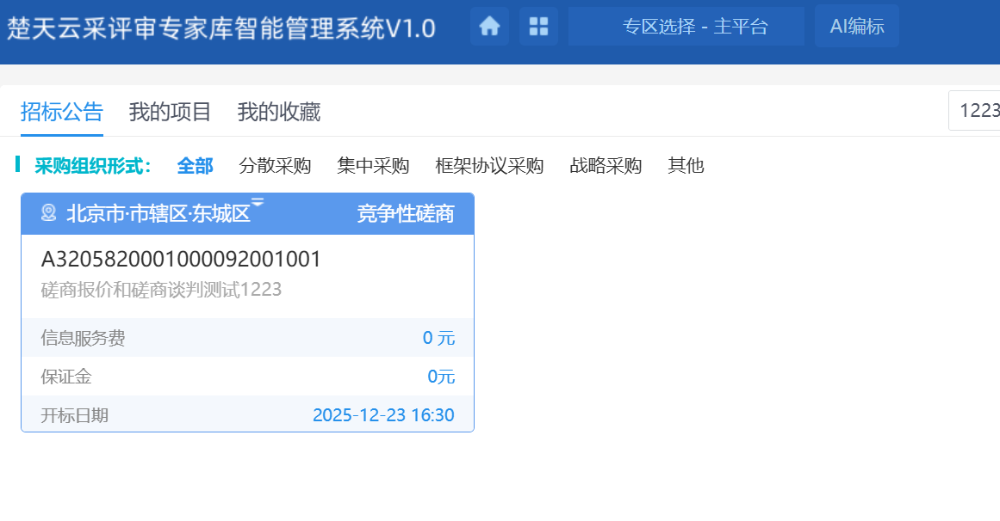 楚天云采评审专家库智能管理系统V1.0 专区选择 - 主平台 AI编标
招标公告 我的项目 我的收藏 1223
采购组织形式： 全部 分散采购 集中采购 框架协议采购 战略采购 其他
北京市·市辖区·东城区 竞争性磋商
A3205820001000092001001
磋商报价和磋商谈判测试1223
信息服务费 0 元
保证金 0元
开标日期 2025-12-23 16:30